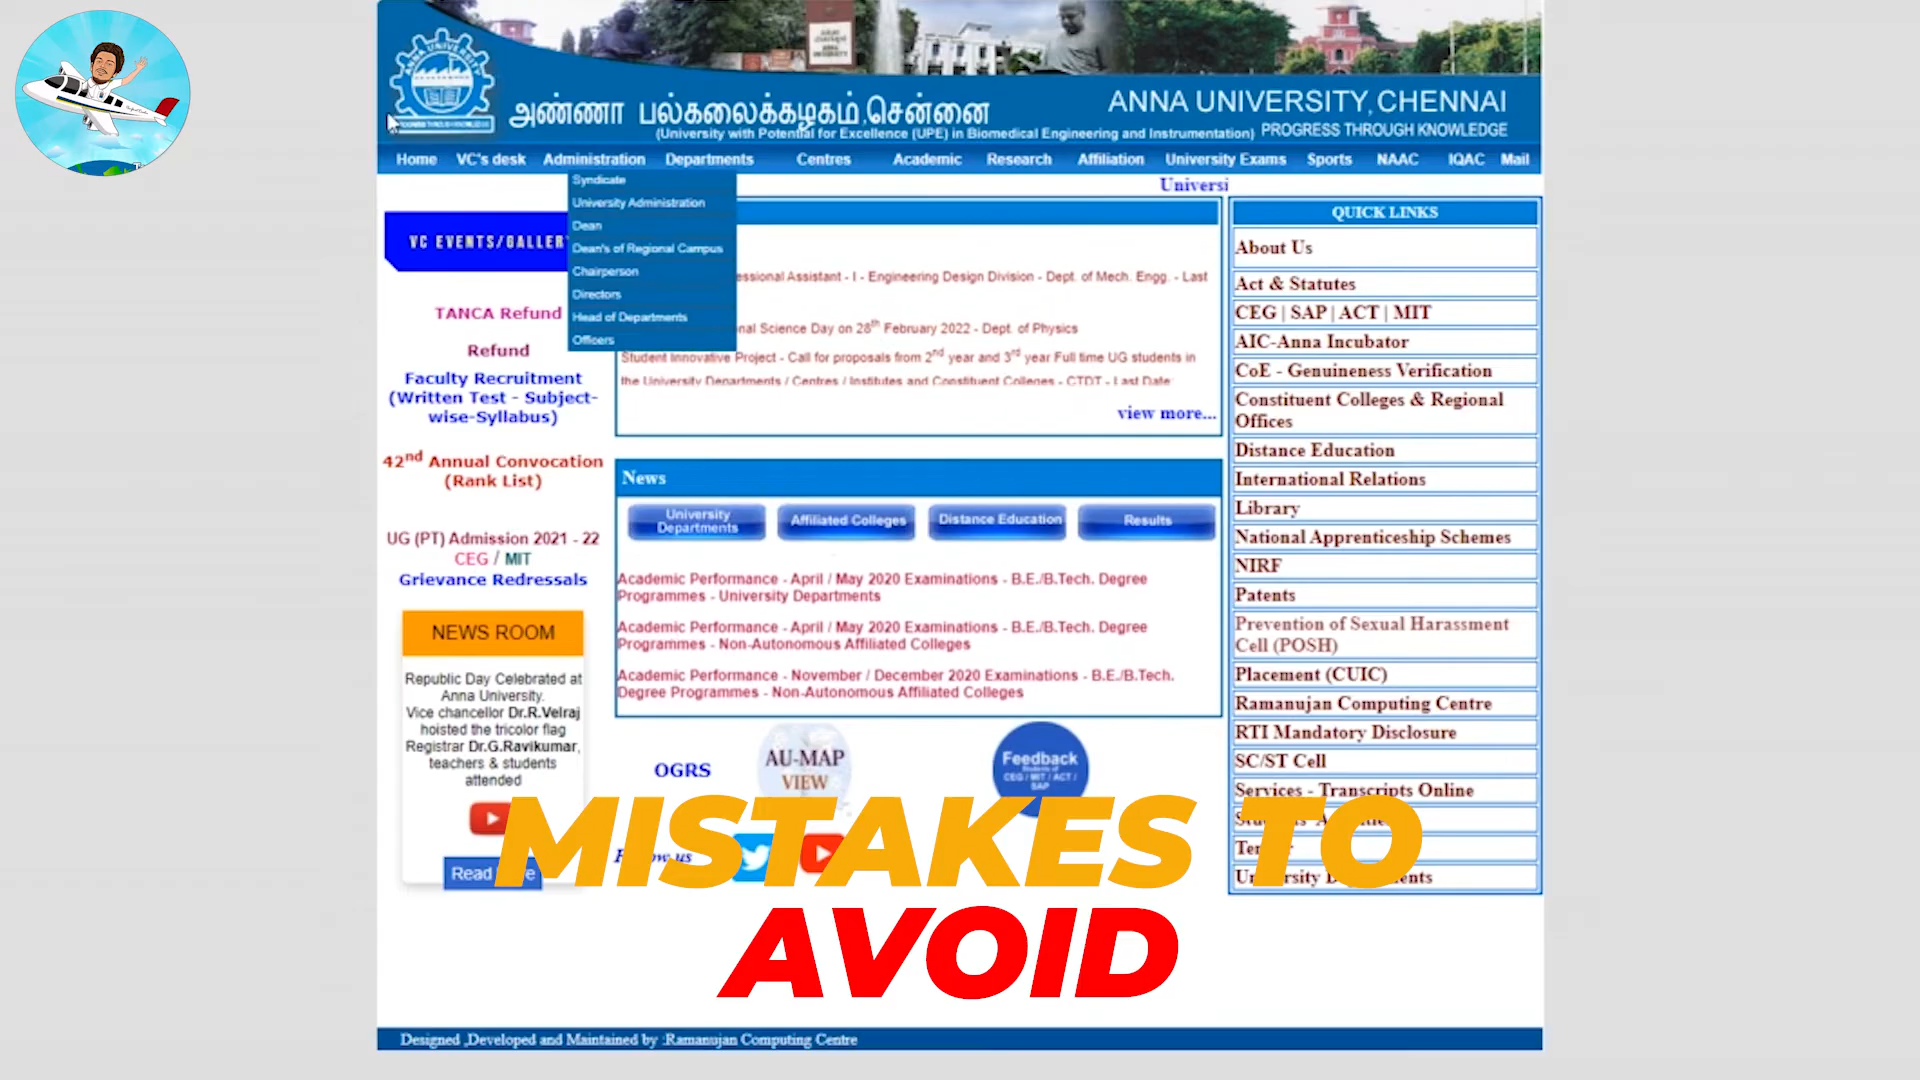 அண்ணா பல்கலைக்கழகம்,சென்னை
ANNA UNIVERSITY, CHENNAI
(University with Potential for Excellence (UPE) in Biomedical Engineering and Instrumentation)
PROGRESS THROUGH KNOWLEDGE
Home VC's desk Administration Departments Centres Academic Research Affiliation University Exams Sports NAAC IQAC Mail
Universi
Syndicate
University Administration
Dean
Dean's of Regional Campus
Chairperson
Directors
Head of Departments
Officers
VC EVENTS/GALLER
TANCA Refund
Refund
Faculty Recruitment
(Written Test - Subject-
wise-Syllabus)
42nd Annual Convocation
(Rank List)
UG (PT) Admission 2021 - 22
CEG / MIT
Grievance Redressals
NEWS ROOM
Republic Day Celebrated at
Anna University.
Vice chancellor Dr.R.Velraj
hoisted the tricolor flag
Registrar Dr.G.Ravikumar,
teachers & students
attended
Read
essional Assistant - I - Engineering Design Division - Dept. of Mech. Engg. - Last
onal Science Day on 28th February 2022 - Dept. of Physics
Student Innovative Project - Call for proposals from 2nd year and 3rd year Full time UG students in
the University Departments / Centres / Institutes and Constituent Colleges - CTDT - Last Date:
view more...
News
University
Departments
Affiliated Colleges
Distance Education
Results
Academic Performance - April / May 2020 Examinations - B.E./B.Tech. Degree
Programmes - University Departments
Academic Performance - April / May 2020 Examinations - B.E./B.Tech. Degree
Programmes - Non-Autonomous Affiliated Colleges
Academic Performance - November / December 2020 Examinations - B.E./B.Tech.
Degree Programmes - Non-Autonomous Affiliated Colleges
OGRS
AU-MAP
VIEW
Feedback
Students of
CEG / MIT / ACT /
SAP
us
QUICK LINKS
About Us
Act & Statutes
CEG | SAP | ACT | MIT
AIC-Anna Incubator
CoE - Genuineness Verification
Constituent Colleges & Regional
Offices
Distance Education
International Relations
Library
National Apprenticeship Schemes
NIRF
Patents
Prevention of Sexual Harassment
Cell (POSH)
Placement (CUIC)
Ramanujan Computing Centre
RTI Mandatory Disclosure
SC/ST Cell
Services - Transcripts Online
MISTAKES TO
AVOID
Designed ,Developed and Maintained by :Ramanujan Computing Centre